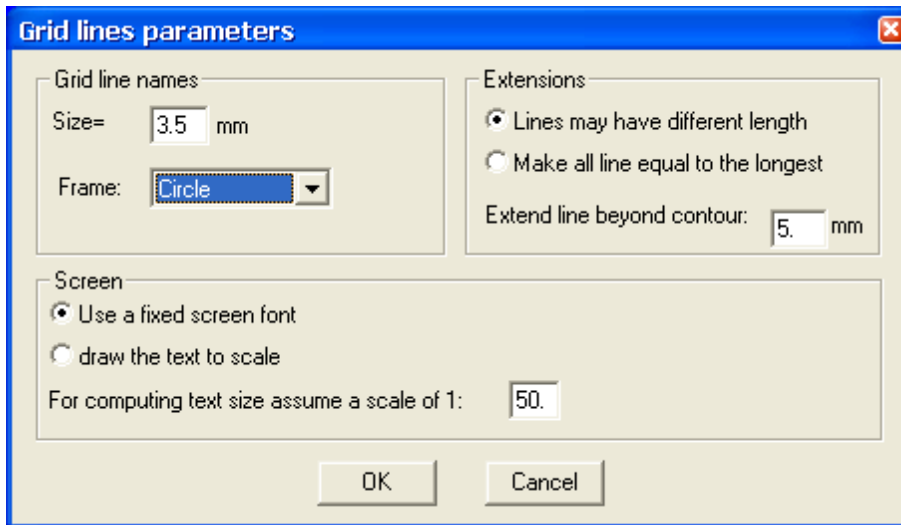 Grid lines parameters
Grid line names
Size= 3.5 mm
Frame: Circle
Extensions
Lines may have different length
Make all line equal to the longest
Extend line beyond contour: 5. mm
Screen
Use a fixed screen font
draw the text to scale
For computing text size assume a scale of 1: 50.
OK Cancel